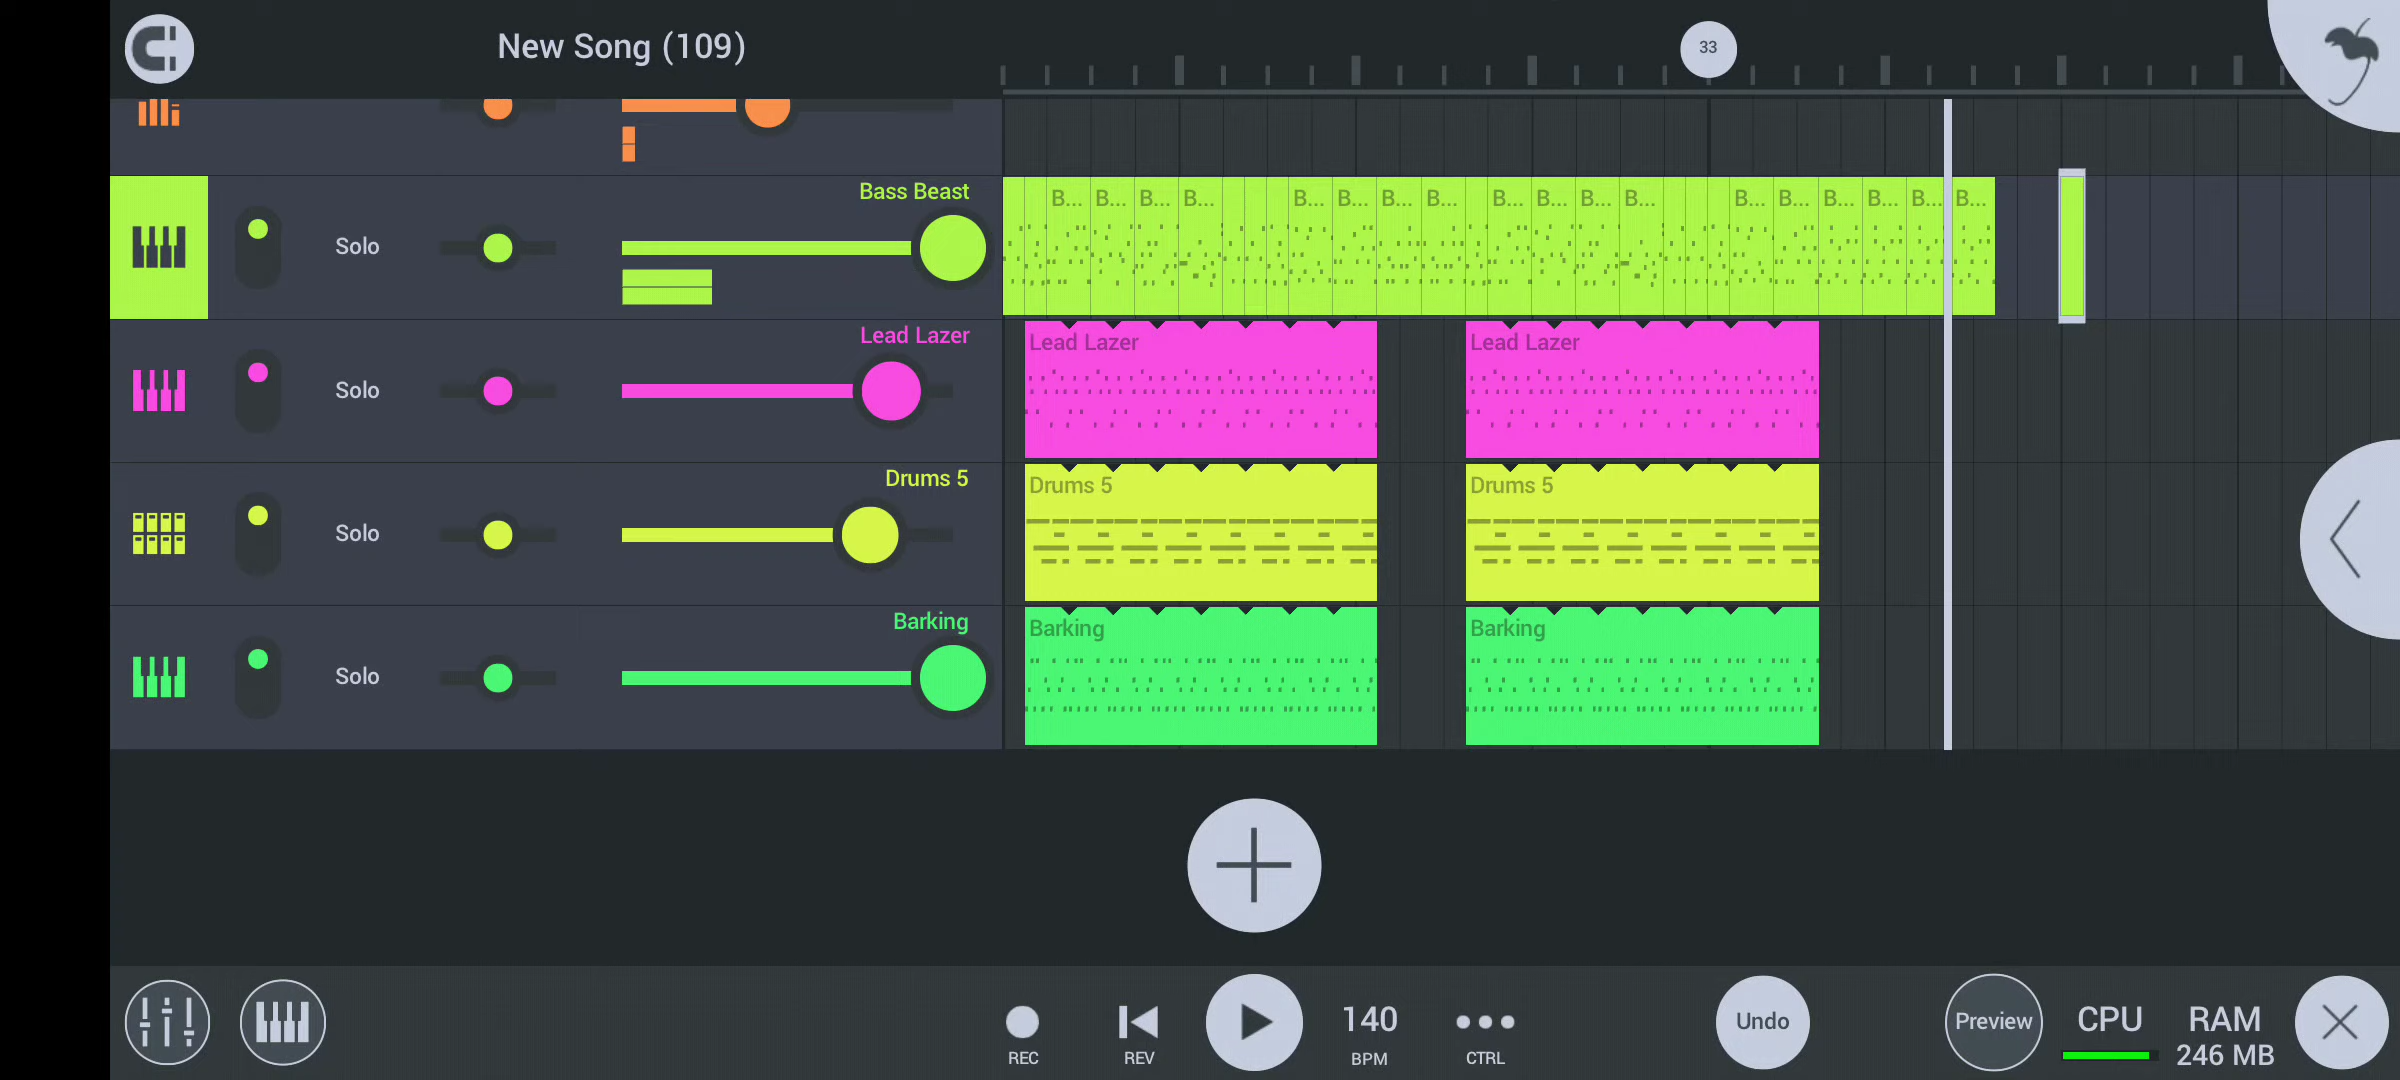 New Song (109)
33
Bass Beast
Solo
B... B... B... B... B... B... B... B... B... B... B... B... B... B... B... B... B... B...
Lead Lazer
Solo
Lead Lazer
Lead Lazer
Drums 5
Solo
Drums 5
Drums 5
Barking
Solo
Barking
Barking
REC
REV
140
BPM
CTRL
Undo
Preview
CPU
RAM
246 MB